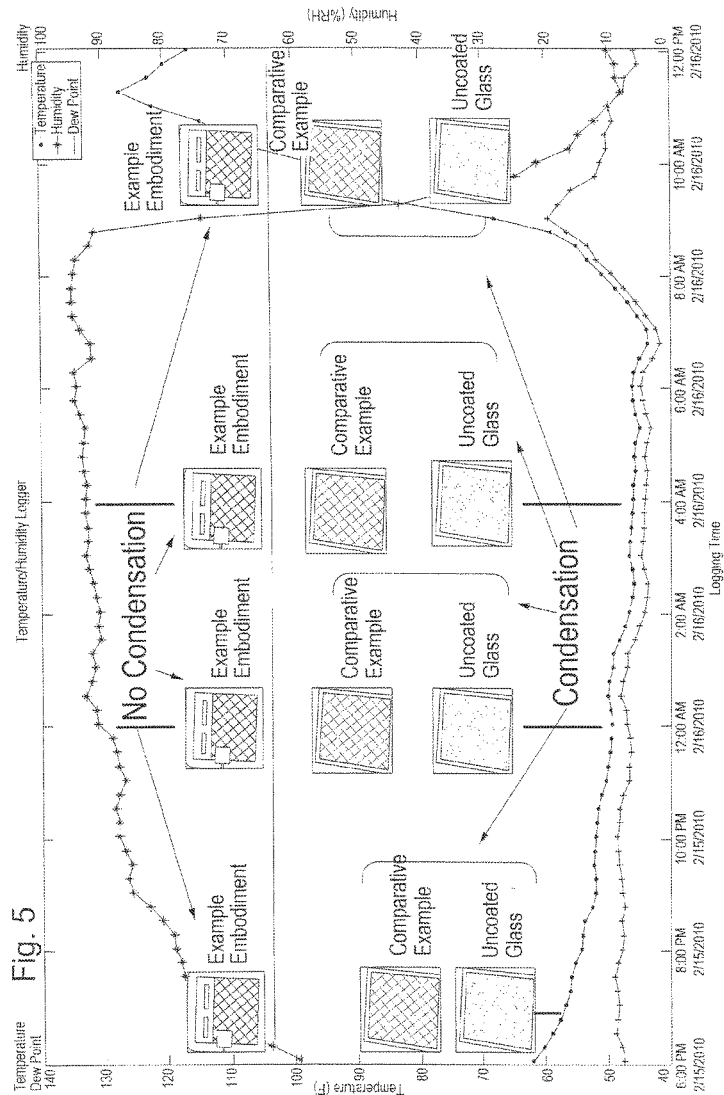 Fig. 5
Temperature/Humidity Logger
Temperature
Dew Point
Humidity
140
130
120
110
100
90
80
70
60
50
40
Temperature (F)
100
90
80
70
60
50
40
30
20
10
0
Humidity (%RH)
Temperature
Humidity
Dew Point
No Condensation
Example
Embodiment
Example
Embodiment
Example
Embodiment
Example
Embodiment
Comparative
Example
Comparative
Example
Comparative
Example
Comparative
Example
Uncoated
Glass
Uncoated
Glass
Uncoated
Glass
Uncoated
Glass
Condensation
6:00 PM
2/15/2010
8:00 PM
2/15/2010
10:00 PM
2/15/2010
12:00 AM
2/16/2010
2:00 AM
2/16/2010
4:00 AM
2/16/2010
6:00 AM
2/16/2010
8:00 AM
2/16/2010
10:00 AM
2/16/2010
12:00 PM
2/16/2010
Logging Time